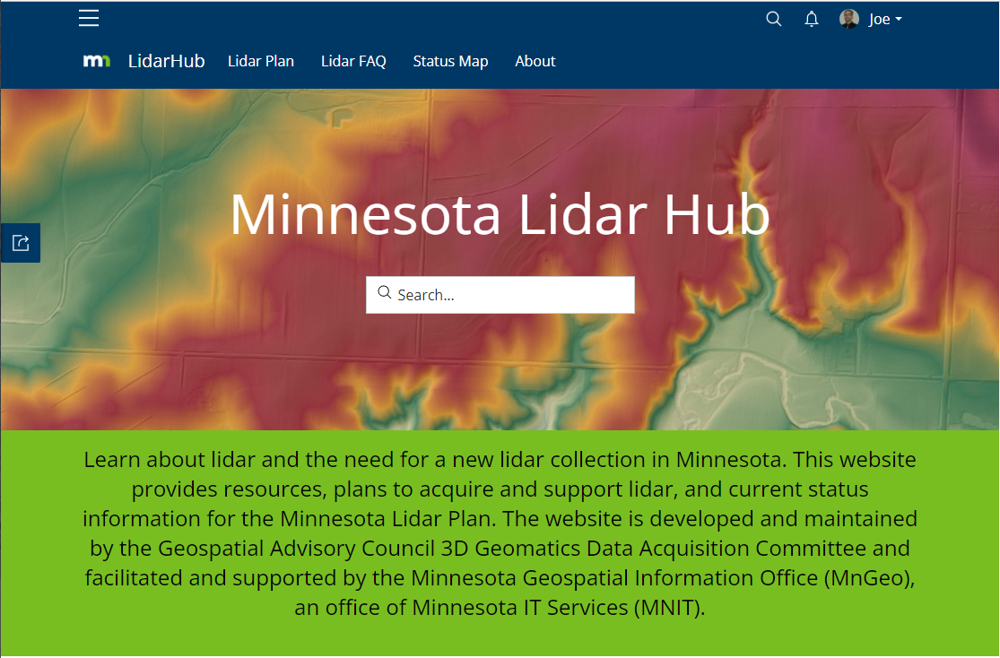 Joe
mn LidarHub Lidar Plan Lidar FAQ Status Map About
Minnesota Lidar Hub
Search...
Learn about lidar and the need for a new lidar collection in Minnesota. This website
provides resources, plans to acquire and support lidar, and current status
information for the Minnesota Lidar Plan. The website is developed and maintained
by the Geospatial Advisory Council 3D Geomatics Data Acquisition Committee and
facilitated and supported by the Minnesota Geospatial Information Office (MnGeo),
an office of Minnesota IT Services (MNIT).